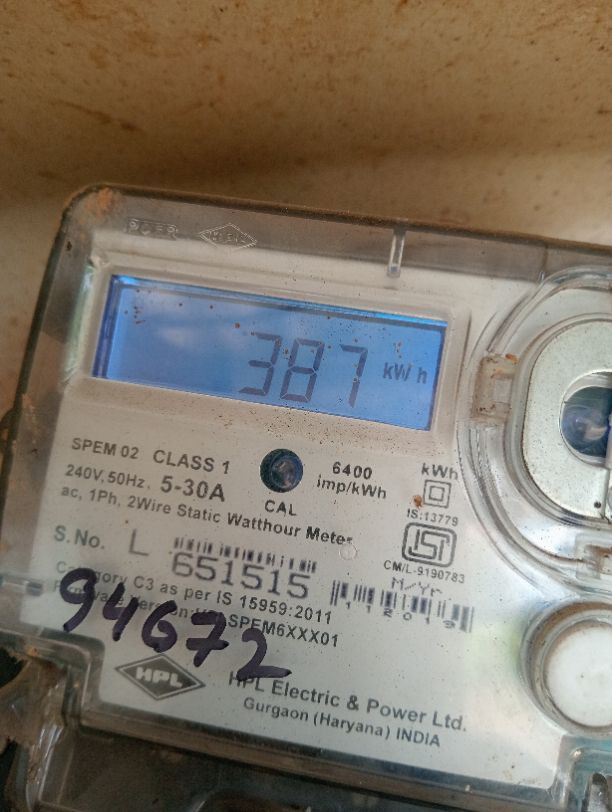 387 kWh
SPEM 02 CLASS 1
240V, 50Hz, 5-30A
ac, 1Ph, 2Wire Static Watthour Meter
CAL
6400
imp/kWh
kWh
IS:13779
ISI
CM/L-9190783
S.No. L 651515
M/Yr
112019
Category C3 as per IS 15959:2011
SPEM6XXX01
94672
HPL
HPL Electric & Power Ltd.
Gurgaon (Haryana) INDIA